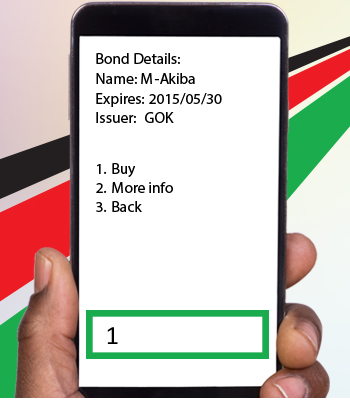 Bond Details:
Name: M-Akiba
Expires: 2015/05/30
Issuer:  GOK
1. Buy
2. More info
3. Back
1